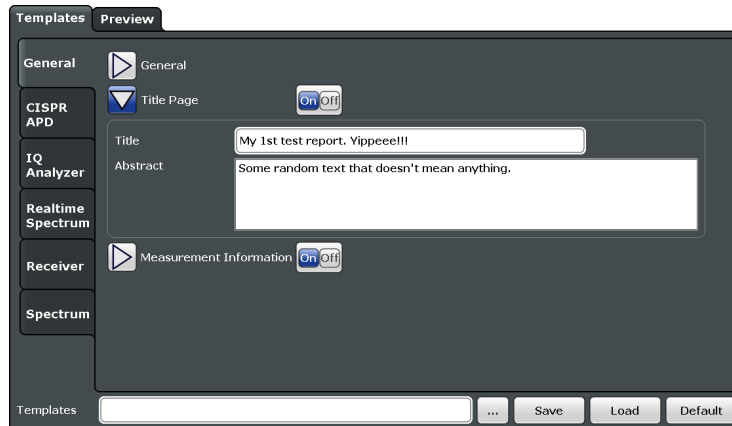 Templates Preview
General
CISPR
APD
IQ
Analyzer
Realtime
Spectrum
Receiver
Spectrum
General
Title Page On Off
Title My 1st test report. Yippeee!!!
Abstract Some random text that doesn't mean anything.
Measurement Information On Off
Templates ... Save Load Default